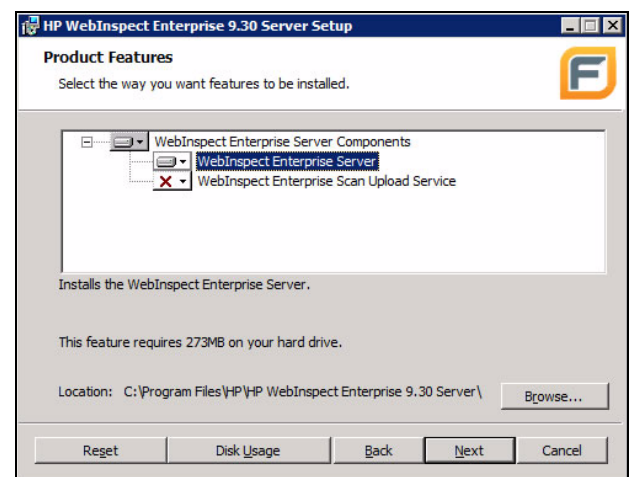 HP WebInspect Enterprise 9.30 Server Setup
Product Features
Select the way you want features to be installed.
F
WebInspect Enterprise Server Components
WebInspect Enterprise Server
WebInspect Enterprise Scan Upload Service
Installs the WebInspect Enterprise Server.
This feature requires 273MB on your hard drive.
Location: C:\Program Files\HP\HP WebInspect Enterprise 9.30 Server\ Browse...
Reset Disk Usage Back Next Cancel